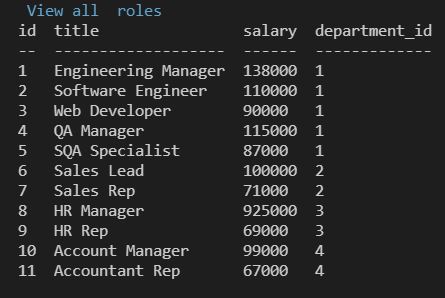 View all  roles
id  title                salary  department_id
--  -------------------  ------  -------------
1   Engineering Manager  138000  1
2   Software Engineer    110000  1
3   Web Developer        90000   1
4   QA Manager           115000  1
5   SQA Specialist       87000   1
6   Sales Lead           100000  2
7   Sales Rep            71000   2
8   HR Manager           925000  3
9   HR Rep               69000   3
10  Account Manager      99000   4
11  Accountant Rep       67000   4